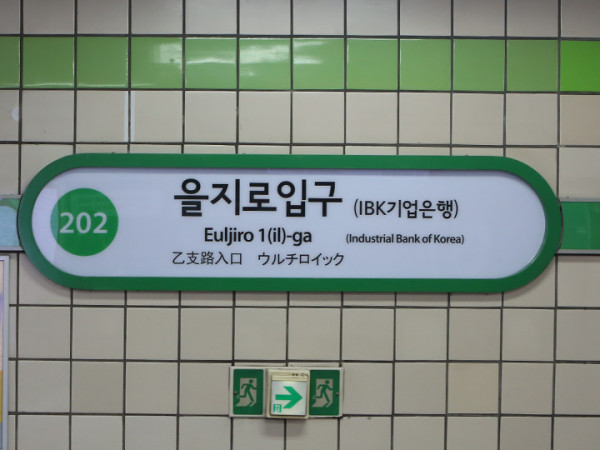 202
을지로입구 (IBK기업은행)
Euljiro 1(il)-ga (Industrial Bank of Korea)
乙支路入口 ウルチロイック